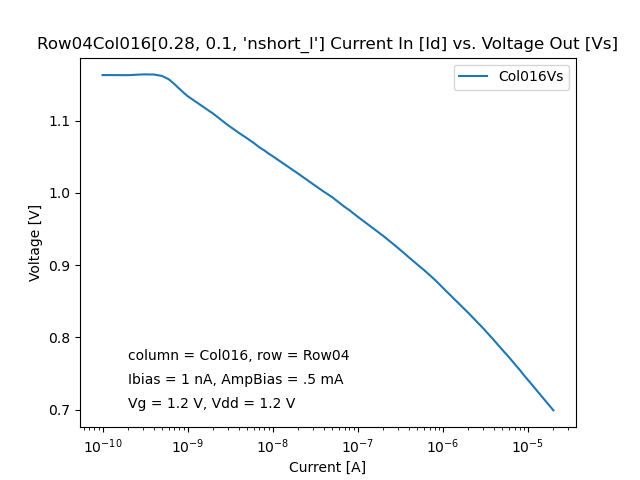 Row04Col016[0.28, 0.1, 'nshort_l'] Current In [Id] vs. Voltage Out [Vs]
Col016Vs
1.1
1.0
0.9
0.8
0.7
Voltage [V]
column = Col016, row = Row04
Ibias = 1 nA, AmpBias = .5 mA
Vg = 1.2 V, Vdd = 1.2 V
10⁻¹⁰ 10⁻⁹ 10⁻⁸ 10⁻⁷ 10⁻⁶ 10⁻⁵
Current [A]